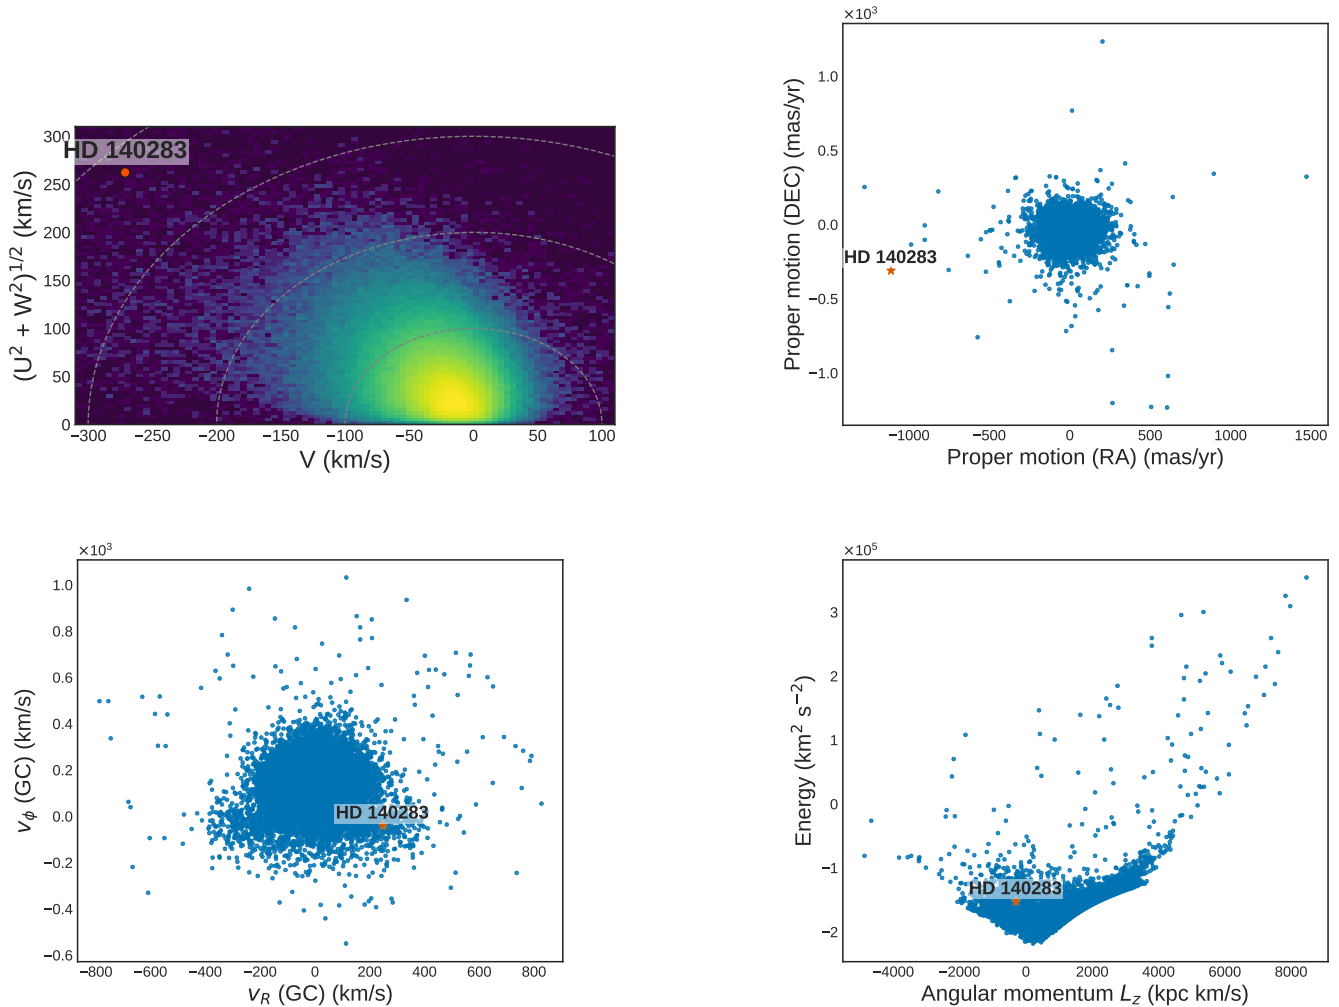 HD 140283
300
250
200
150
100
50
0
−300 −250 −200 −150 −100 −50 0 50 100
V (km/s)
(U² + W²)^{1/2} (km/s)
×10³
1.0
0.5
0.0
−0.5
−1.0
HD 140283
−1000 −500 0 500 1000 1500
Proper motion (RA) (mas/yr)
Proper motion (DEC) (mas/yr)
×10³
1.0
0.8
0.6
0.4
0.2
0.0
−0.2
−0.4
−0.6
HD 140283
−800 −600 −400 −200 0 200 400 600 800
v_R (GC) (km/s)
v_ϕ (GC) (km/s)
×10⁵
3
2
1
0
−1
−2
HD 140283
−4000 −2000 0 2000 4000 6000 8000
Angular momentum L_z (kpc km/s)
Energy (km² s⁻²)